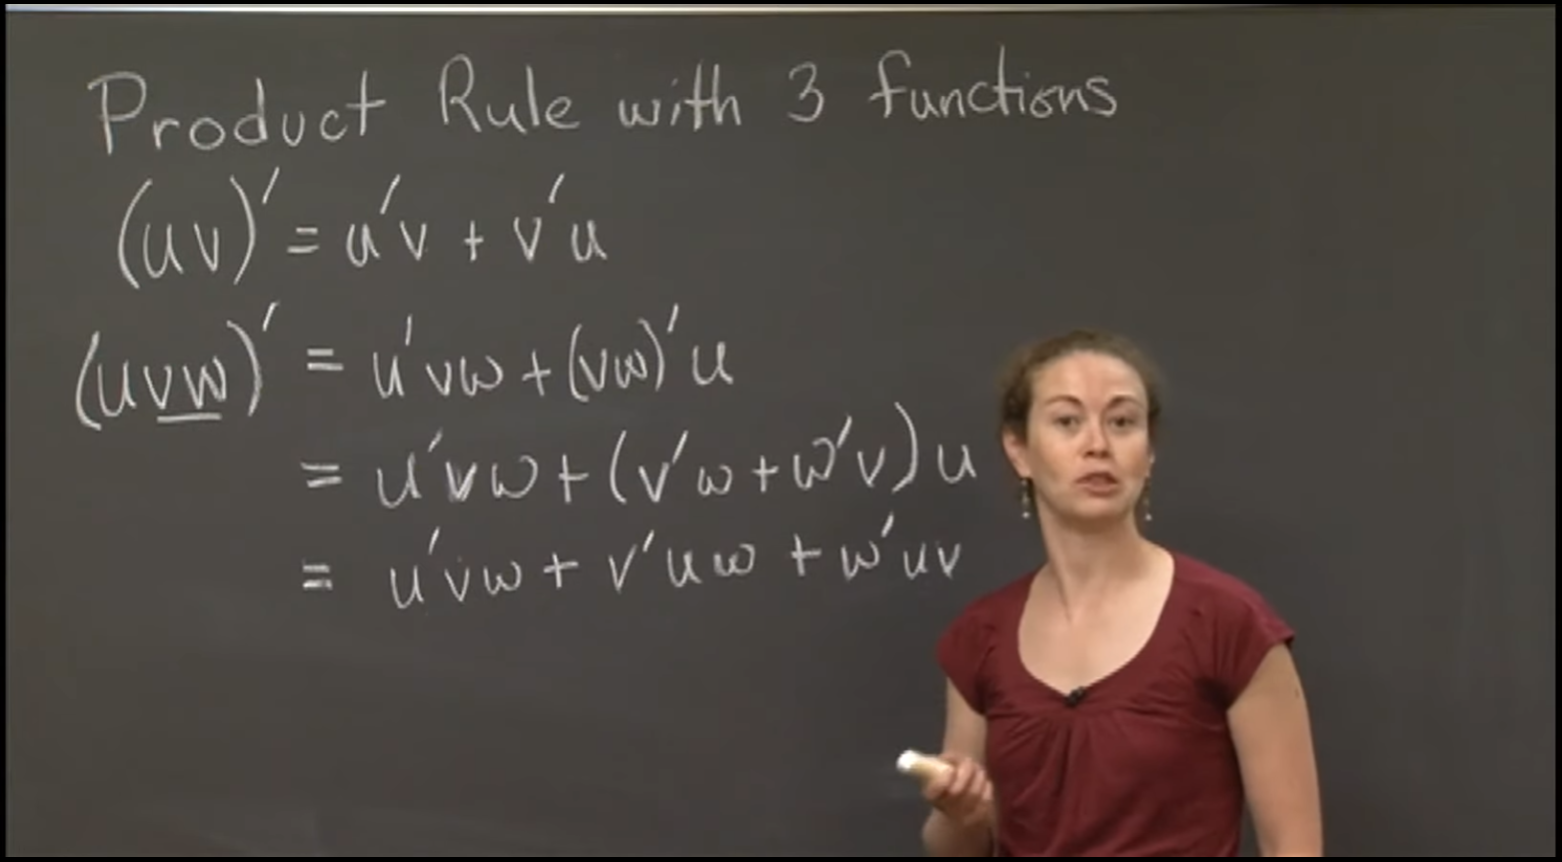 Product Rule with 3 functions
(uv)' = u'v + v'u
(uvw)' = u'vw + (vw)'u
= u'vw + (v'w + w'v)u
= u'vw + v'uw + w'uv